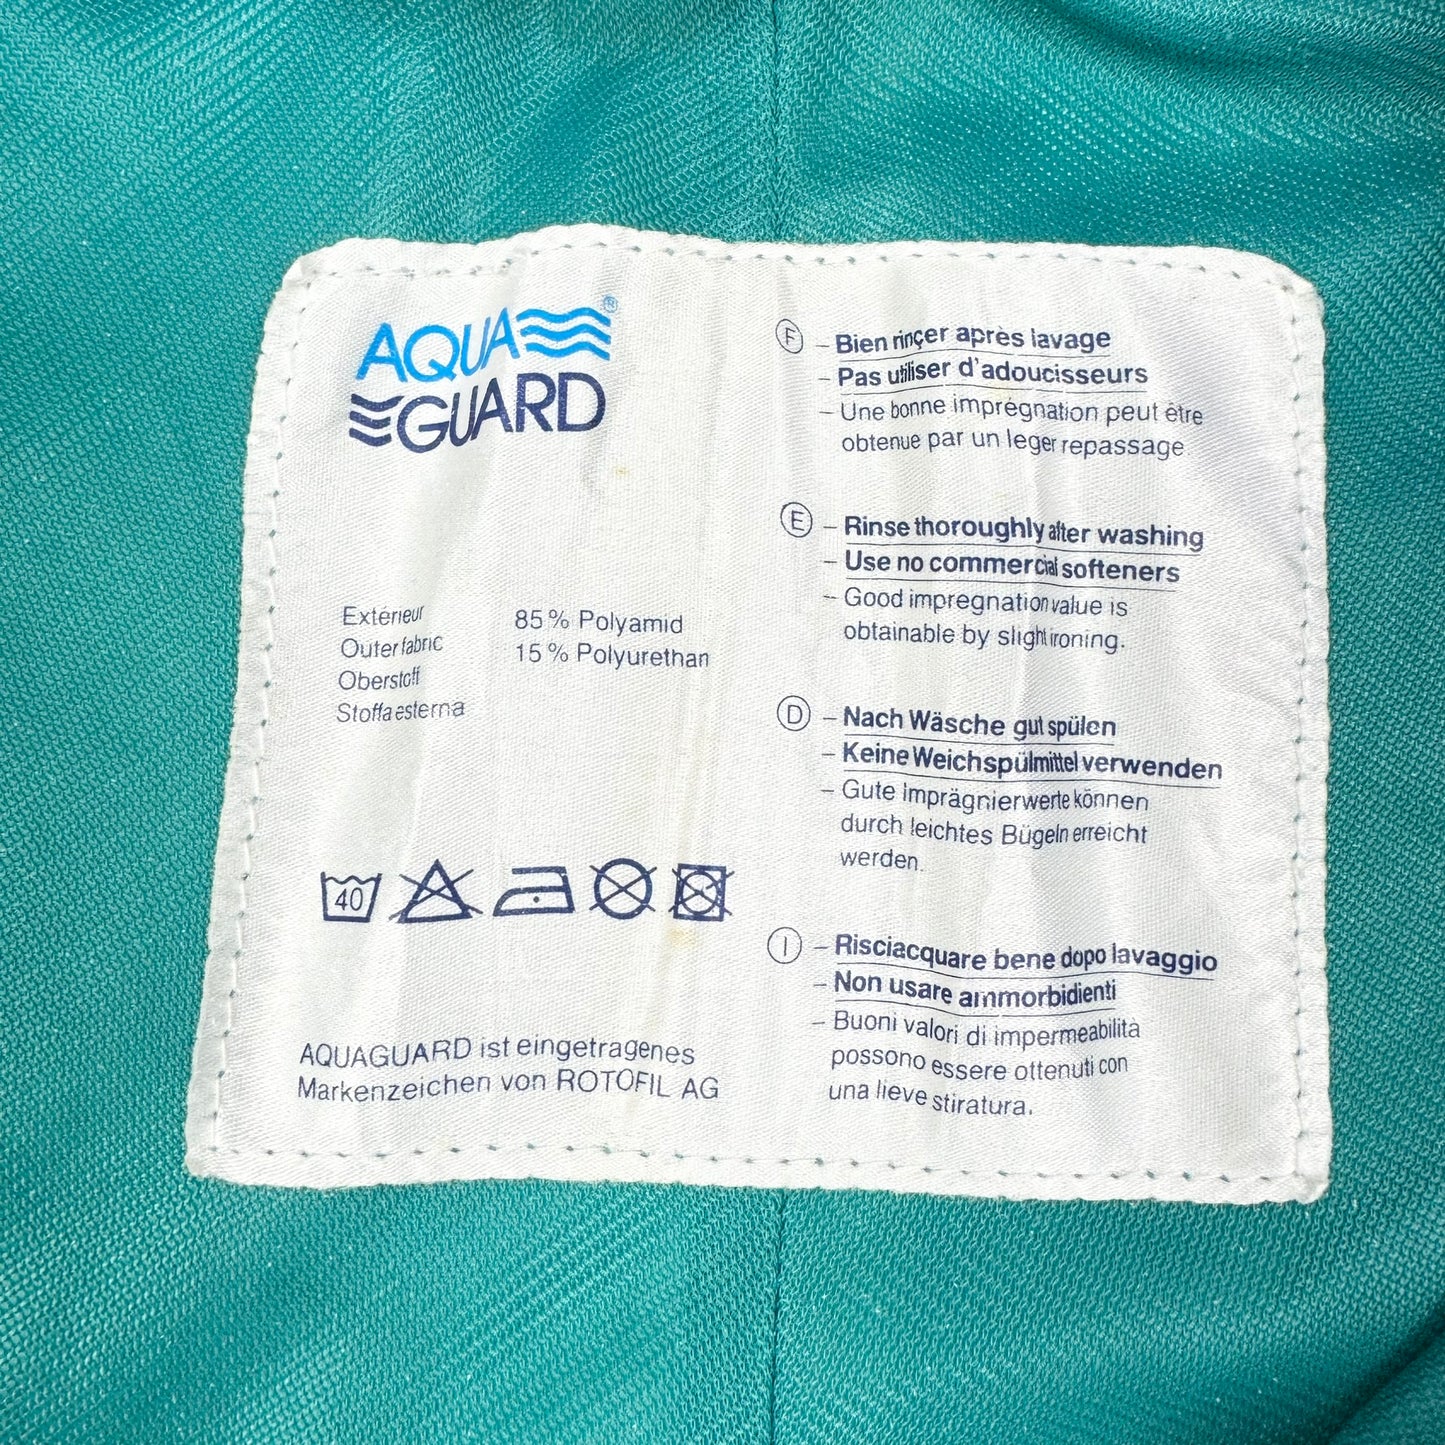 AQUA®
GUARD
Extérieur
Outer fabric
Oberstoff
Stoffa esterna
85% Polyamid
15% Polyurethan
40
AQUAGUARD ist eingetragenes
Markenzeichen von ROTOFIL AG
F – Bien rinçer après lavage
– Pas utiliser d'adoucisseurs
– Une bonne imprégnation peut être
obtenue par un leger repassage
E – Rinse thoroughly after washing
– Use no commercial softeners
– Good impregnation value is
obtainable by slight ironing.
D – Nach Wäsche gut spülen
– Keine Weichspülmittel verwenden
– Gute Imprägnierwerte können
durch leichtes Bügeln erreicht
werden.
I – Risciacquare bene dopo lavaggio
– Non usare ammorbidienti
– Buoni valori di impermeabilità
possono essere ottenuti con
una lieve stiratura.